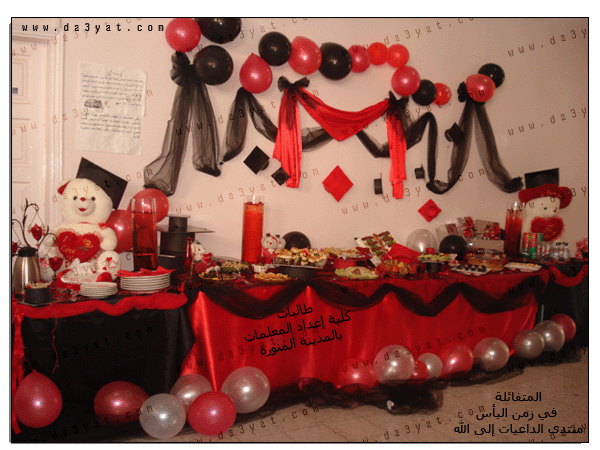 www.da3yat.com
طالبات
كلية إعداد المعلمات
بالمدينة المنورة
المتفائلة
في زمن اليأس
منتدى الداعيات إلى الله